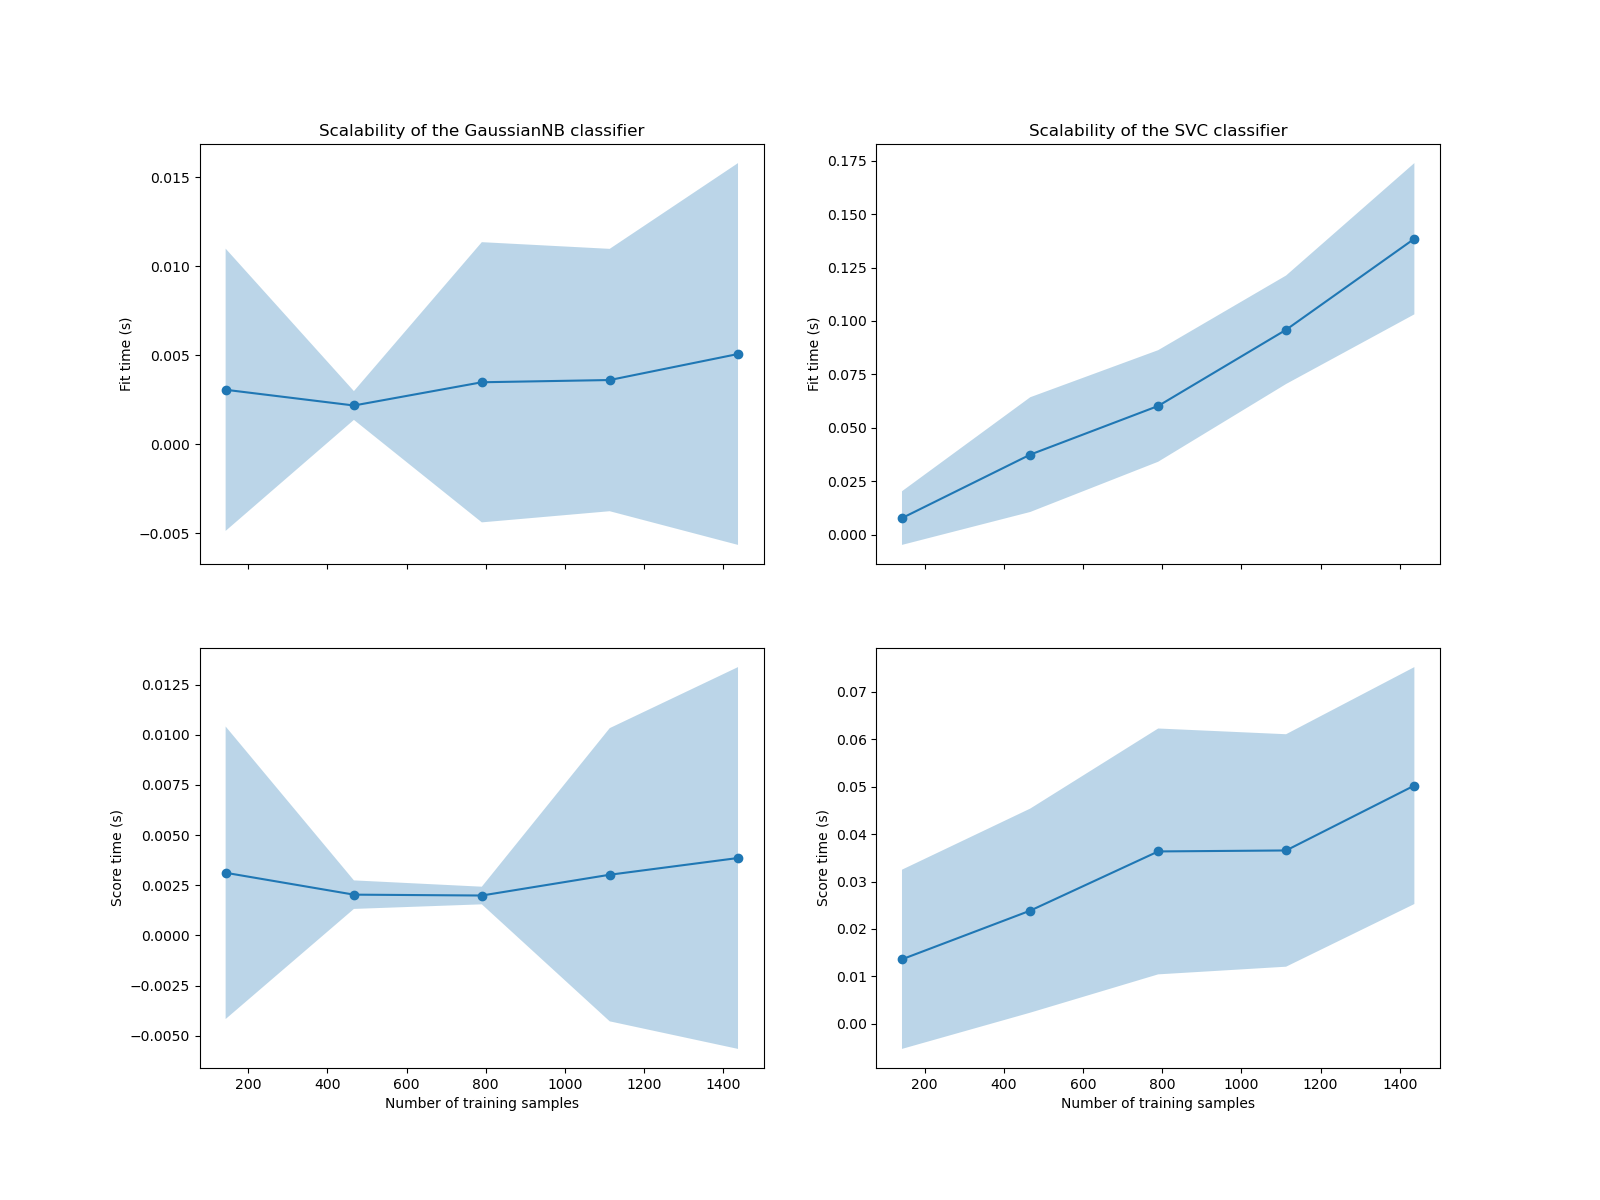 Scalability of the GaussianNB classifier
Fit time (s)
0.015
0.010
0.005
0.000
−0.005
Scalability of the SVC classifier
Fit time (s)
0.175
0.150
0.125
0.100
0.075
0.050
0.025
0.000
Score time (s)
0.0125
0.0100
0.0075
0.0050
0.0025
0.0000
−0.0025
−0.0050
200 400 600 800 1000 1200 1400
Number of training samples
Score time (s)
0.07
0.06
0.05
0.04
0.03
0.02
0.01
0.00
200 400 600 800 1000 1200 1400
Number of training samples